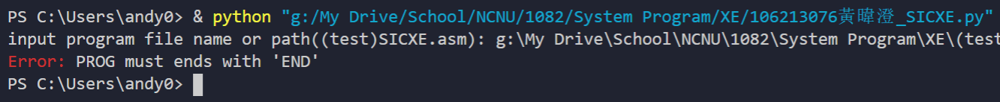 PS C:\Users\andy0> & python "g:/My Drive/School/NCNU/1082/System Program/XE/106213076黃暐澄_SICXE.py"
input program file name or path((test)SICXE.asm): g:\My Drive\School\NCNU\1082\System Program\XE\(test
Error: PROG must ends with 'END'
PS C:\Users\andy0>